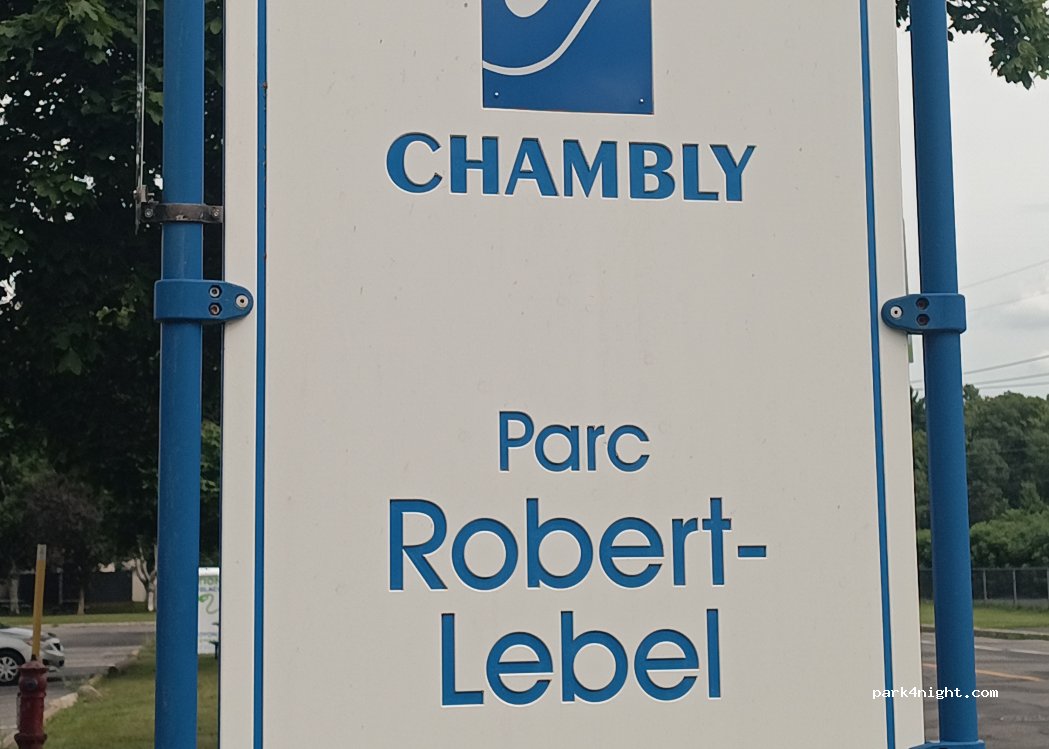 CHAMBLY
Parc
Robert-
Lebel
park4night.com